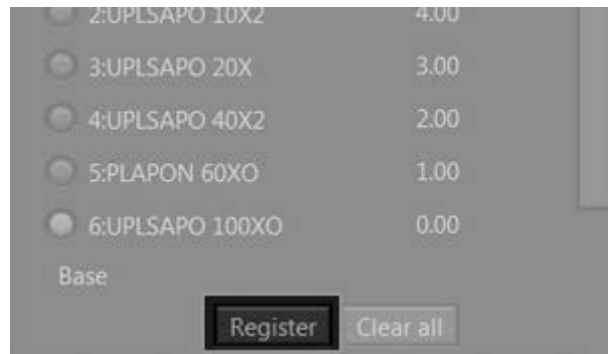 2:UPLSAPO 10X2 4.00
3:UPLSAPO 20X 3.00
4:UPLSAPO 40X2 2.00
5:PLAPON 60XO 1.00
6:UPLSAPO 100XO 0.00
Base
Register Clear all